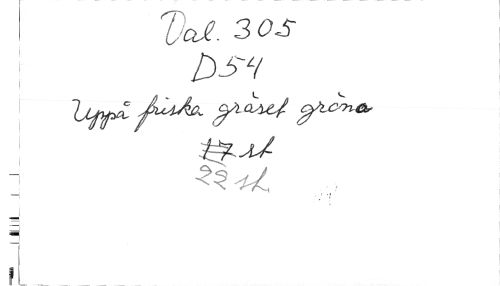 Dal. 305
D54
Uppå friska gräset gröna
17 st
22 st.